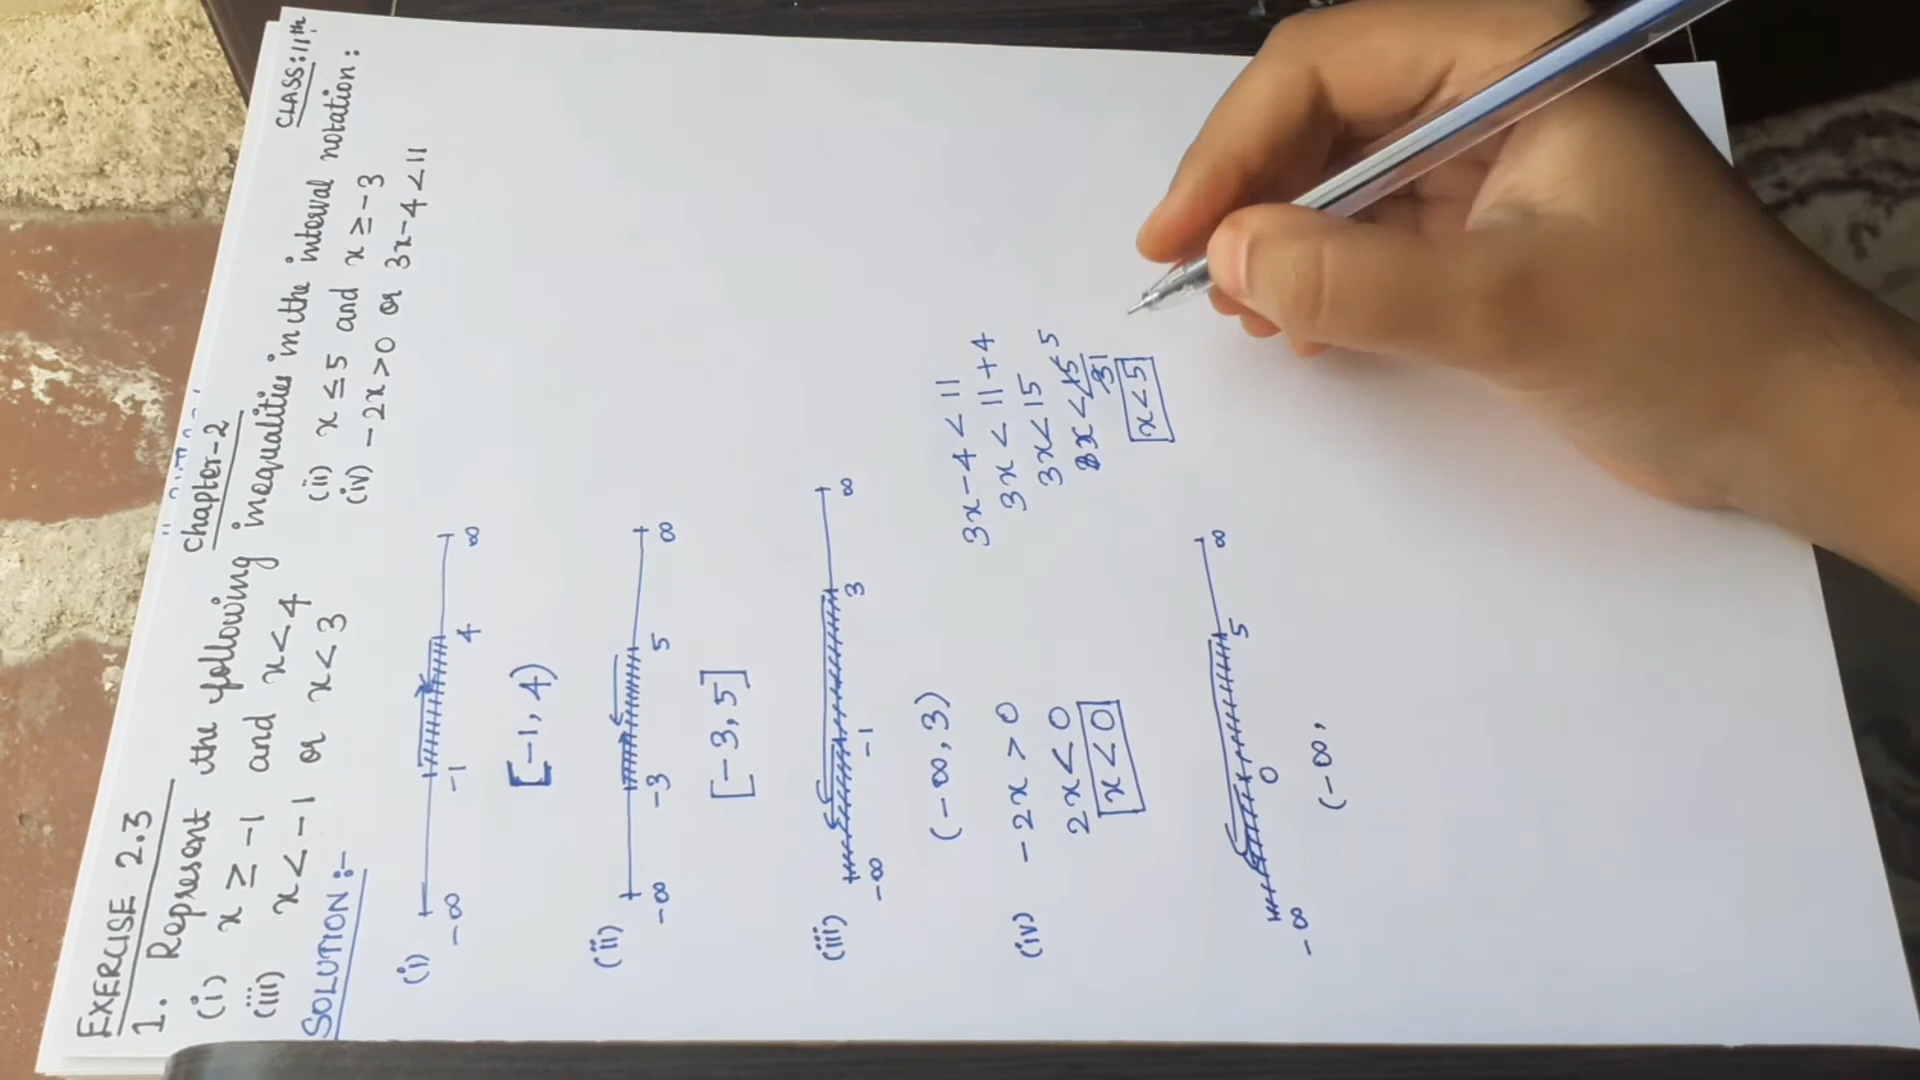 CLASS: 11th
Chapter-2
EXERCISE 2.3
1. Represent the following inequalities in the interval notation:
(i) x ≥ -1 and x < 4 (ii) x ≤ 5 and x ≥ -3
(iii) x < -1 or x < 3 (iv) -2x > 0 or 3x - 4 < 11
SOLUTION:-
(i)
-∞ -1 4 ∞
[-1, 4)
(ii)
-∞ -3 5 ∞
[-3, 5]
(iii)
-∞ -1 3 ∞
(-∞, 3)
(iv) -2x > 0 3x - 4 < 11
2x < 0 3x < 11 + 4
x < 0 3x < 15
3x < 15 5
3 1
x < 5
-∞ 0 5 ∞
(-∞,